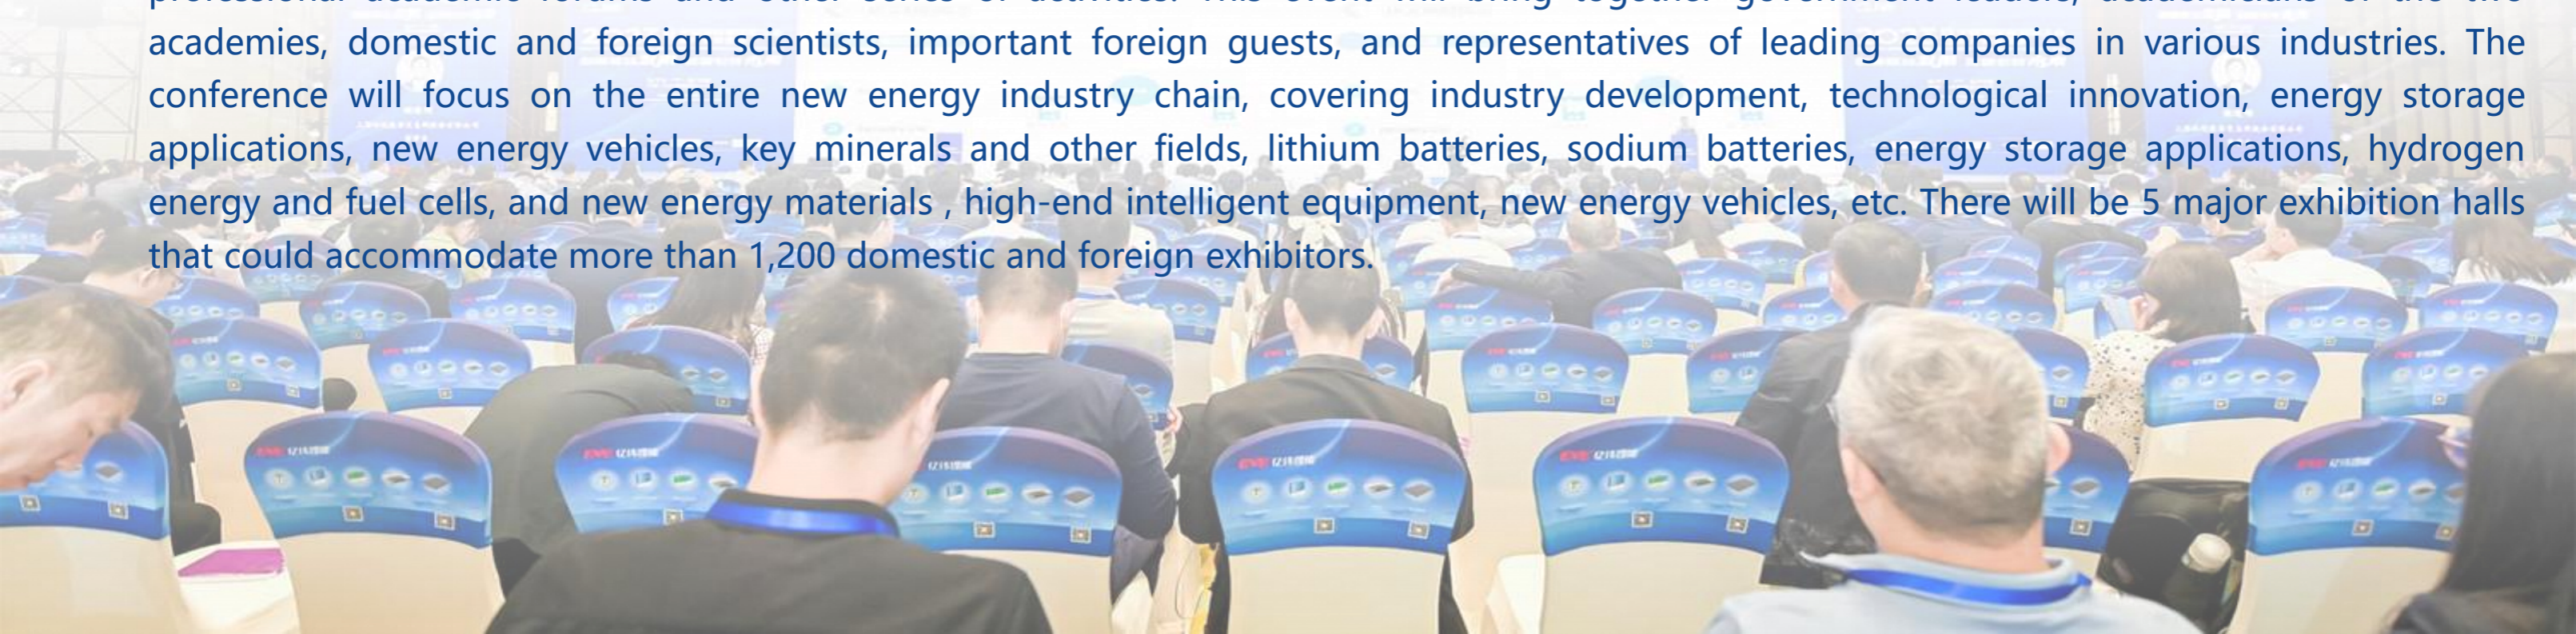 academies, domestic and foreign scientists, important foreign guests, and representatives of leading companies in various industries. The
conference will focus on the entire new energy industry chain, covering industry development, technological innovation, energy storage
applications, new energy vehicles, key minerals and other fields, lithium batteries, sodium batteries, energy storage applications, hydrogen
energy and fuel cells, and new energy materials , high-end intelligent equipment, new energy vehicles, etc. There will be 5 major exhibition halls
that could accommodate more than 1,200 domestic and foreign exhibitors.